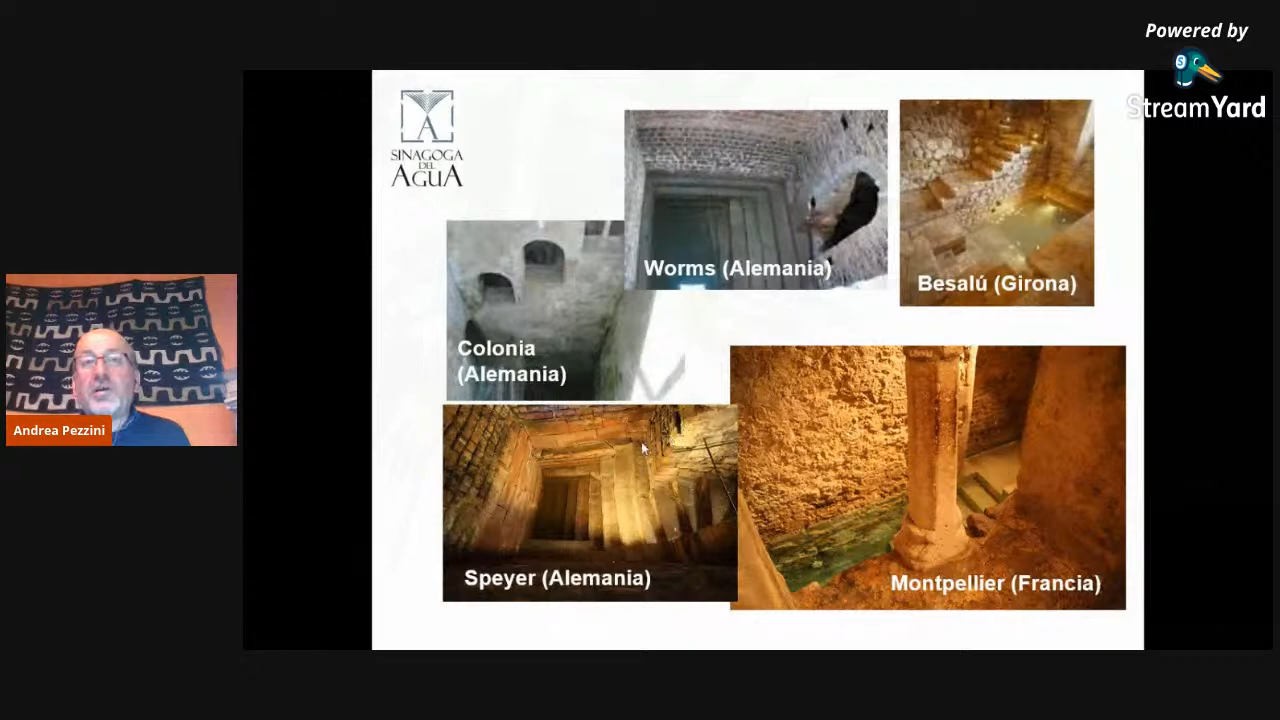 Powered by
StreamYard
SINAGOGA
DEL
AGUA
Worms (Alemania)
Besalú (Girona)
Colonia
(Alemania)
Andrea Pezzini
Speyer (Alemania)
Montpellier (Francia)